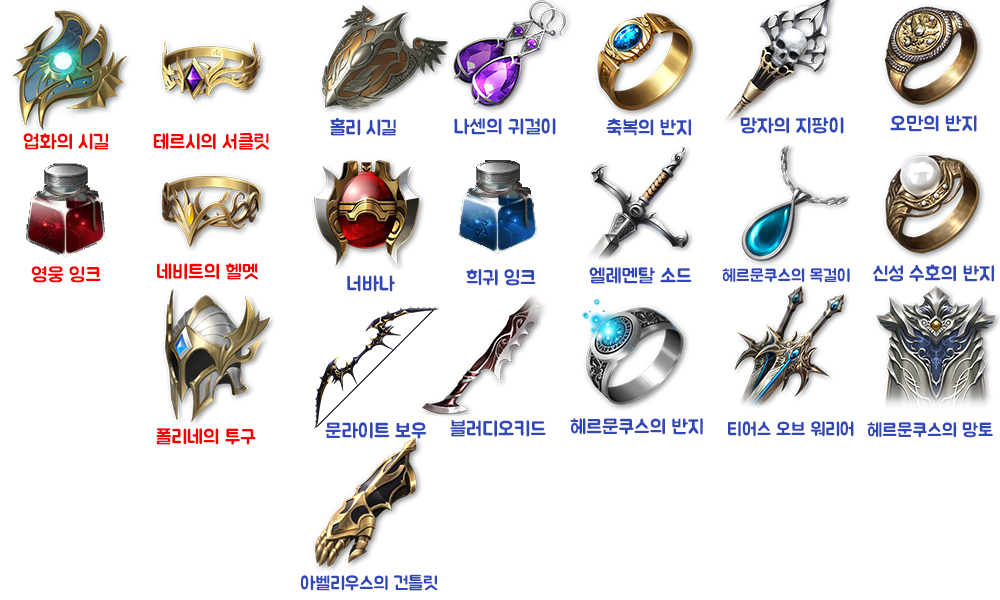 업화의 시길
테르시의 서클릿
홀리 시길
나센의 귀걸이
축복의 반지
망자의 지팡이
오만의 반지
영웅 잉크
네비트의 헬멧
너바나
희귀 잉크
엘레멘탈 소드
헤르문쿠스의 목걸이
신성 수호의 반지
폴리네의 투구
문라이트 보우
블러디오키드
헤르문쿠스의 반지
티어스 오브 워리어
헤르문쿠스의 망토
아벨리우스의 건틀릿